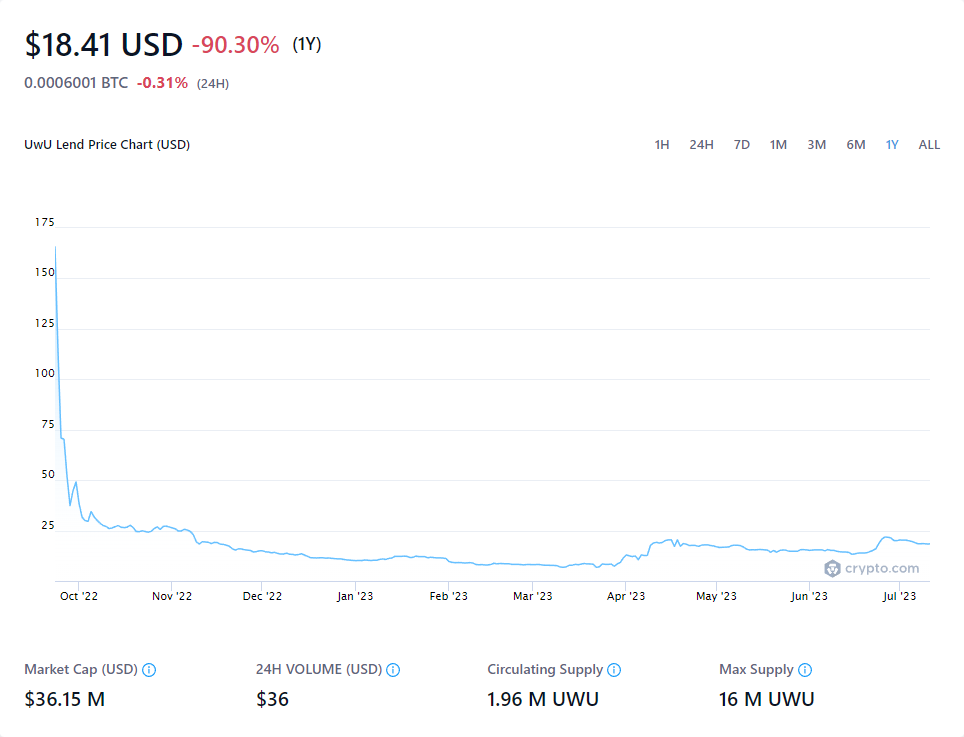 $18.41 USD -90.30% (1Y)
0.0006001 BTC -0.31% (24H)
UwU Lend Price Chart (USD) 1H 24H 7D 1M 3M 6M 1Y ALL
175
150
125
100
75
50
25
crypto.com
Oct '22 Nov '22 Dec '22 Jan '23 Feb '23 Mar '23 Apr '23 May '23 Jun '23 Jul '23
Market Cap (USD) 24H VOLUME (USD) Circulating Supply Max Supply
$36.15 M $36 1.96 M UWU 16 M UWU